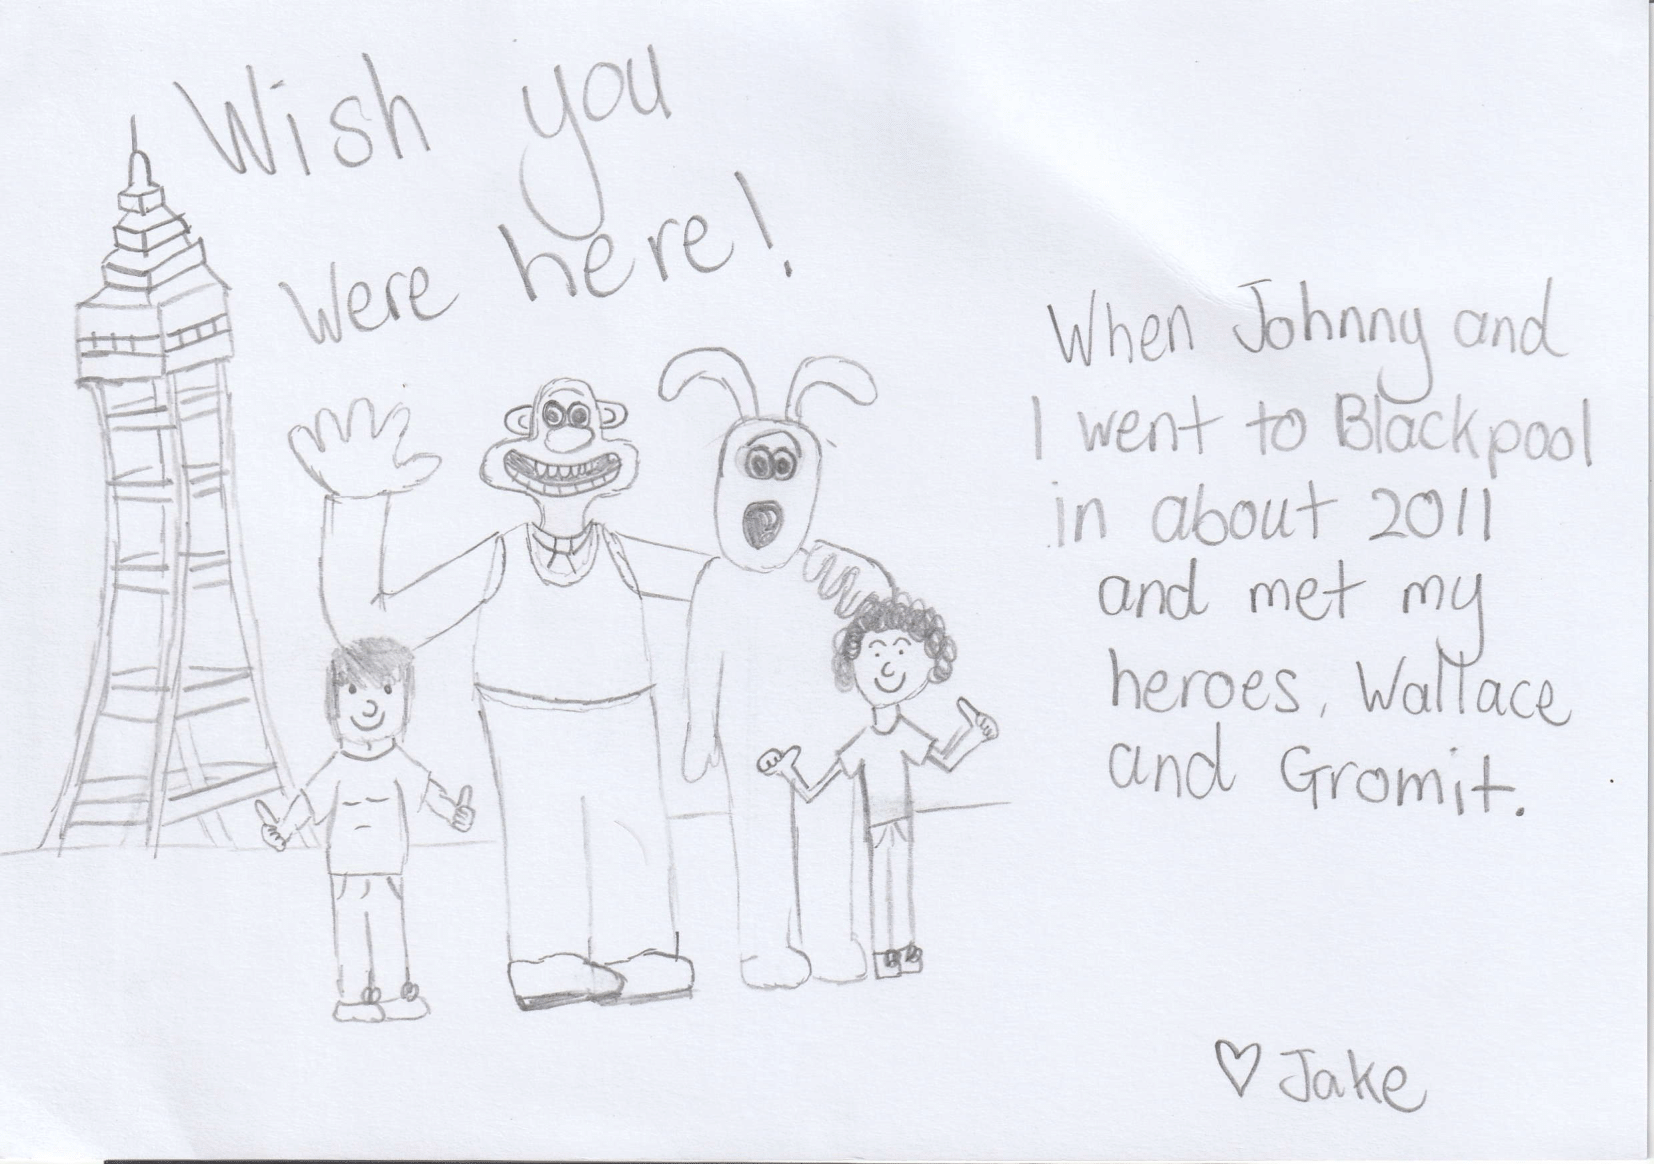 Wish you
were here!
When Johnny and
I went to Blackpool
in about 2011
and met my
heroes, Wallace
and Gromit.
♡ Jake